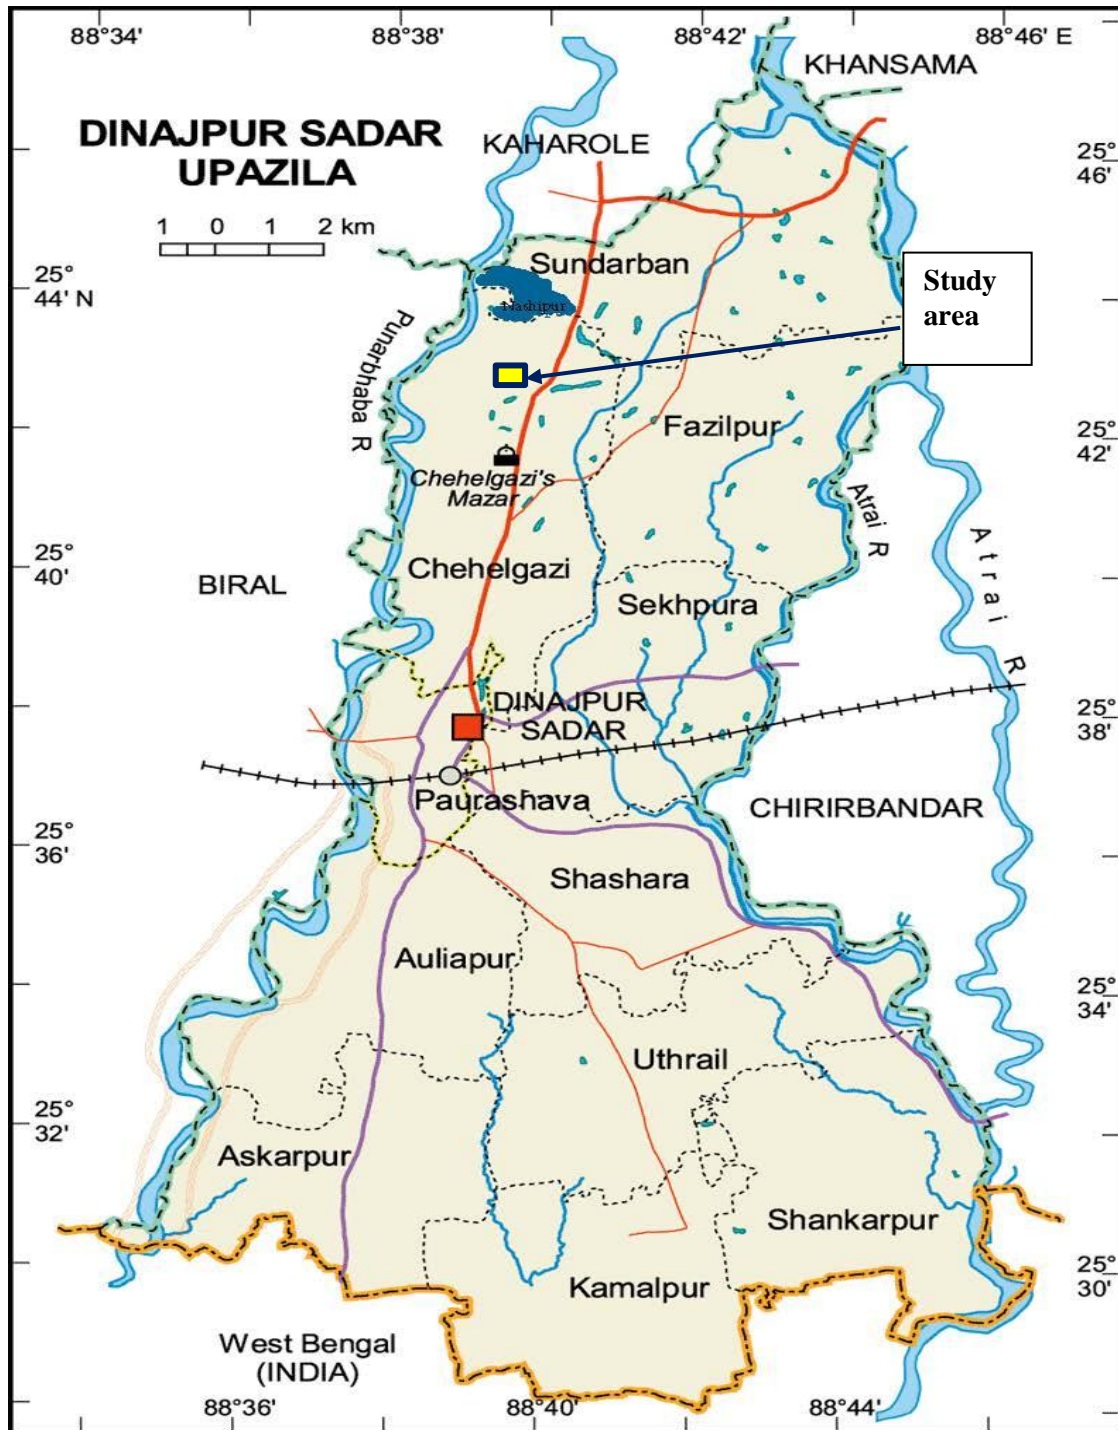 88°34'
88°38'
88°42'
88°46' E
KHANSAMA
DINAJPUR SADAR
UPAZILA
KAHAROLE
25°
46'
1 0 1 2 km
Sundarban
25°
44' N
Nashipur
Study
area
Punarbhaba R
Fazilpur
25°
42'
Chehelgazi's
Mazar
Atrai R
Atrai R
25°
40'
Chehelgazi
BIRAL
Sekhpura
DINAJPUR
SADAR
25°
38'
Paurashava
CHIRIRBANDAR
25°
36'
Shashara
Auliapur
25°
34'
Uthrail
25°
32'
Askarpur
Shankarpur
25°
30'
Kamalpur
West Bengal
(INDIA)
88°36'
88°40'
88°44'